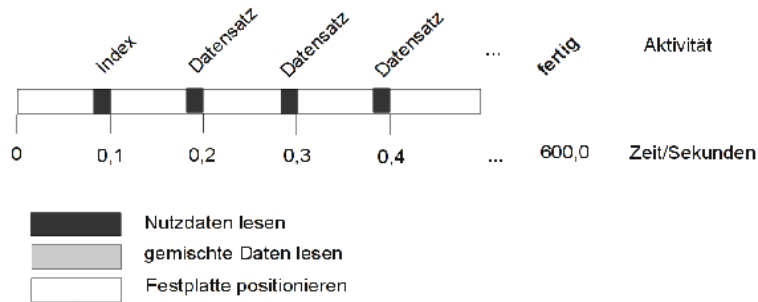 Index Datensatz Datensatz Datensatz ... fertig Aktivität
0 0,1 0,2 0,3 0,4 ... 600,0 Zeit/Sekunden
Nutzdaten lesen
gemischte Daten lesen
Festplatte positionieren